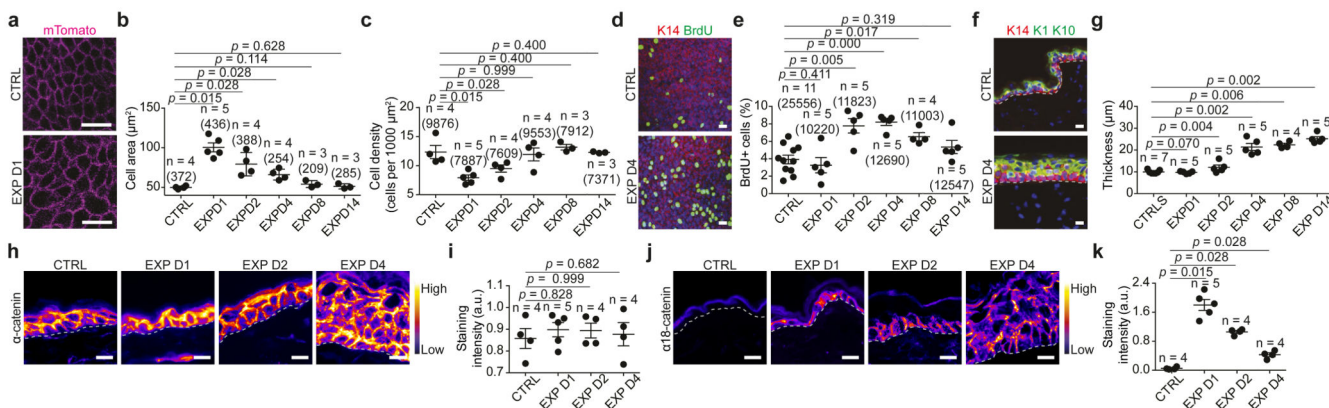 a
mTomato
CTRL
EXP D1
b
p = 0.628
p = 0.114
p = 0.028
p = 0.028
p = 0.015
Cell area (μm²)
150
100
50
n = 4
(372)
n = 5
(436)
n = 4
(388)
n = 4
(254)
n = 3
(209)
n = 3
(285)
CTRL
EXPD1
EXPD2
EXPD4
EXPD8
EXPD14
c
p = 0.400
p = 0.400
p = 0.999
p = 0.028
p = 0.015
Cell density
(cells per 1000 μm²)
20
15
10
5
0
n = 4
(9876)
n = 5
(7887)
n = 4
(7609)
n = 4
(9553)
n = 3
(7912)
n = 3
(7371)
CTRL
EXPD1
EXPD2
EXPD4
EXPD8
EXPD14
d
K14 BrdU
CTRL
EXP D4
e
p = 0.319
p = 0.017
p = 0.000
p = 0.005
p = 0.411
BrdU+ cells (%)
10
8
6
4
2
0
n = 11
(25556)
n = 5
(10220)
n = 5
(11823)
n = 5
(12690)
n = 4
(11003)
n = 5
(12547)
CTRL
EXP D1
EXP D2
EXP D4
EXP D8
EXP D14
f
K14 K1 K10
CTRL
EXP D4
g
p = 0.002
p = 0.006
p = 0.002
p = 0.004
p = 0.070
Thickness (μm)
40
30
20
10
0
n = 7
n = 5
n = 5
n = 5
n = 4
n = 5
CTRLS
EXPD1
EXP D2
EXP D4
EXP D8
EXP D14
h
α-catenin
CTRL
EXP D1
EXP D2
EXP D4
High
Low
i
p = 0.682
p = 0.999
p = 0.828
Staining
intensity (a.u.)
1.1
1.0
0.9
0.8
0.7
n = 4
n = 5
n = 4
n = 4
CTRL
EXP D1
EXP D2
EXP D4
j
α18-catenin
CTRL
EXP D1
EXP D2
EXP D4
High
Low
k
p = 0.028
p = 0.028
p = 0.015
Staining
intensity (a.u.)
2.4
1.6
0.8
0.0
n = 4
n = 5
n = 4
n = 4
CTRL
EXP D1
EXP D2
EXP D4